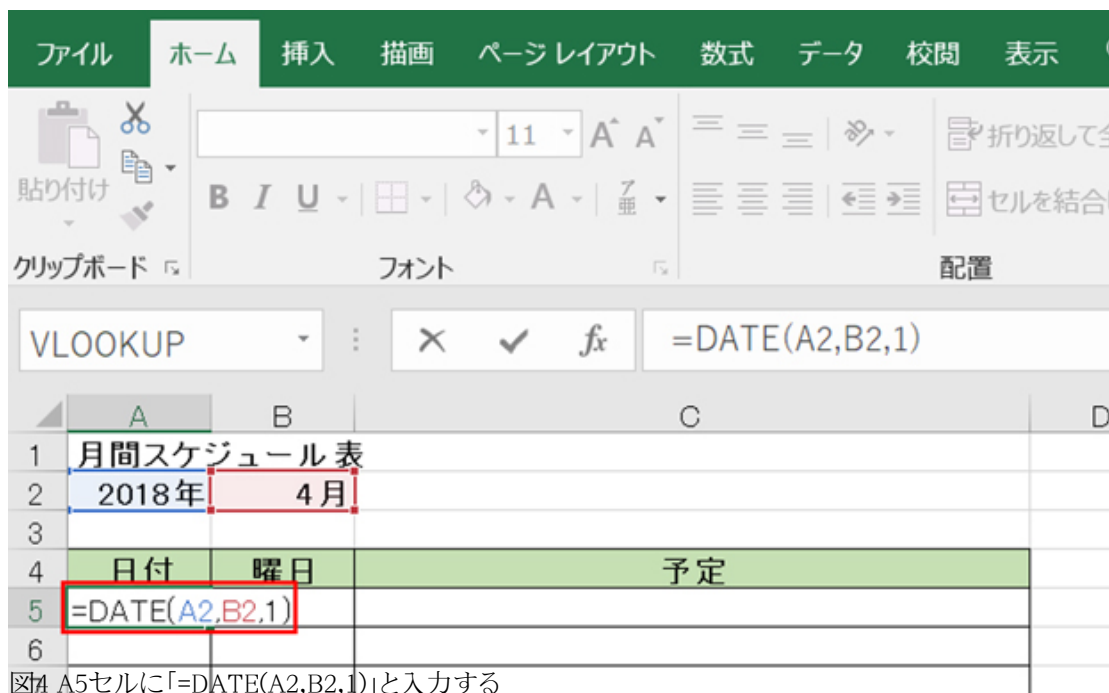 ファイル ホーム 挿入 描画 ページ レイアウト 数式 データ 校閲 表示
11 A A 折り返して全
貼り付け B I U A ア亜 セルを結合
クリップボード フォント 配置
VLOOKUP fx =DATE(A2,B2,1)
A B C D
1 月間スケジュール表
2 2018年 4月
3
4 日付 曜日 予定
5 =DATE(A2,B2,1)
6
図4 A5セルに「=DATE(A2,B2,1)」と入力する